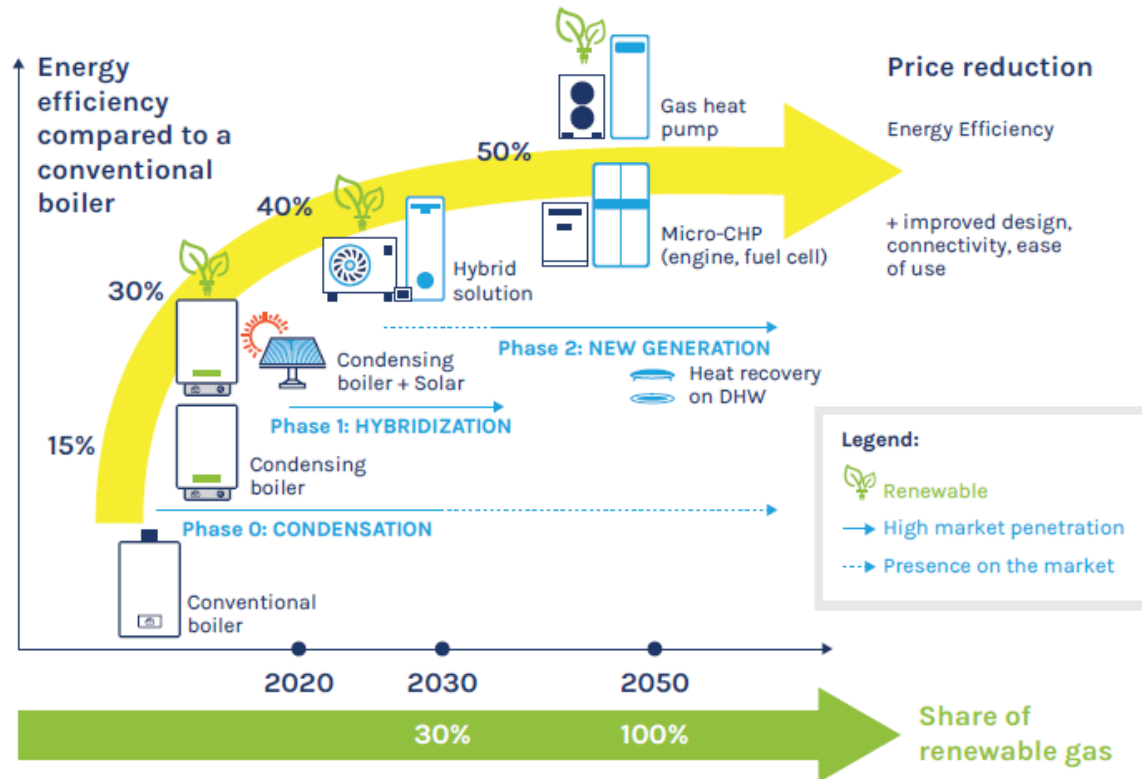 Energy
efficiency
compared to a
conventional
boiler
Price reduction
Energy Efficiency
+ improved design,
connectivity, ease
of use
Gas heat
pump
50%
Micro-CHP
(engine, fuel cell)
40%
Hybrid
solution
30%
Phase 2: NEW GENERATION
Condensing
boiler + Solar
Heat recovery
on DHW
Phase 1: HYBRIDIZATION
15%
Condensing
boiler
Phase 0: CONDENSATION
Conventional
boiler
Legend:
Renewable
High market penetration
Presence on the market
2020
2030
2050
30%
100%
Share of
renewable gas